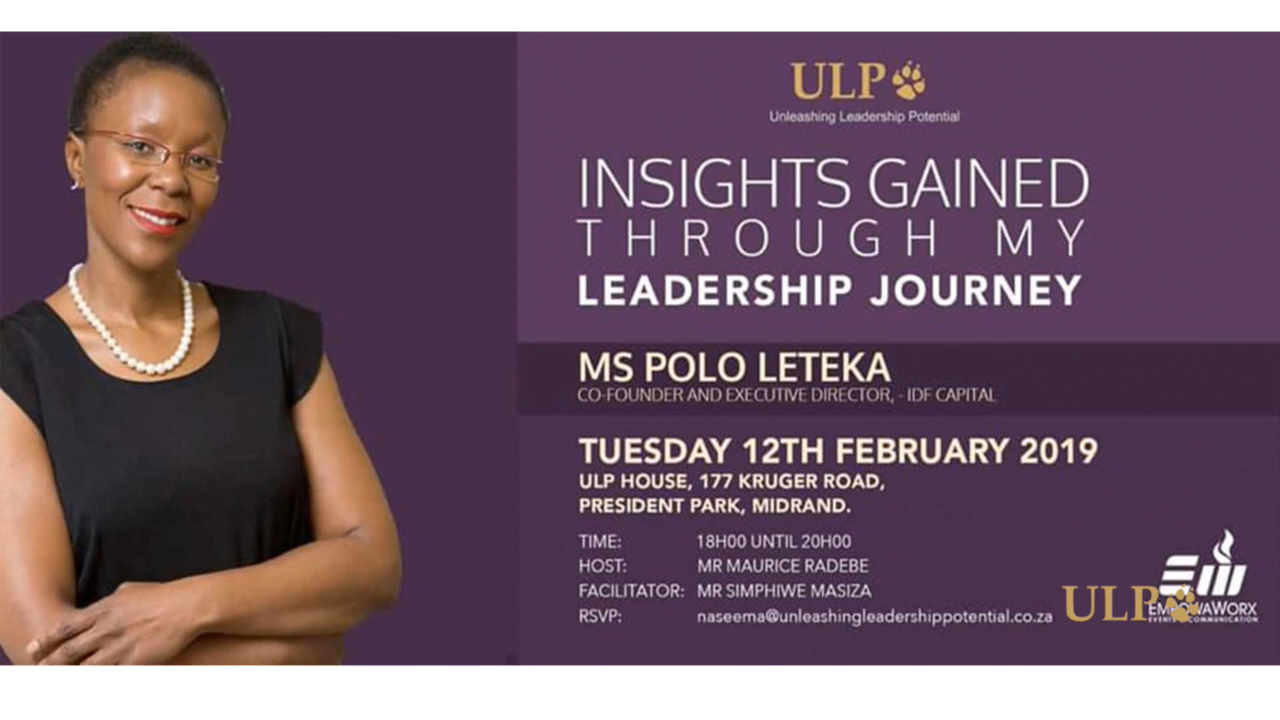 ULP
Unleashing Leadership Potential
INSIGHTS GAINED
THROUGH MY
LEADERSHIP JOURNEY
MS POLO LETEKA
CO-FOUNDER AND EXECUTIVE DIRECTOR, - IDF CAPITAL
TUESDAY 12TH FEBRUARY 2019
ULP HOUSE, 177 KRUGER ROAD,
PRESIDENT PARK, MIDRAND.
TIME: 18H00 UNTIL 20H00
HOST: MR MAURICE RADEBE
FACILITATOR: MR SIMPHIWE MASIZA
RSVP: naseema@unleashingleadershippotential.co.za
ULP
EMPOWAWORX
EVENTS COMMUNICATION